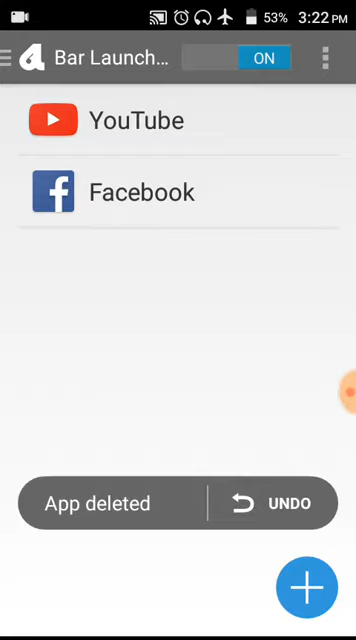 53% 3:22 PM
Bar Launch... ON
YouTube
Facebook
App deleted UNDO